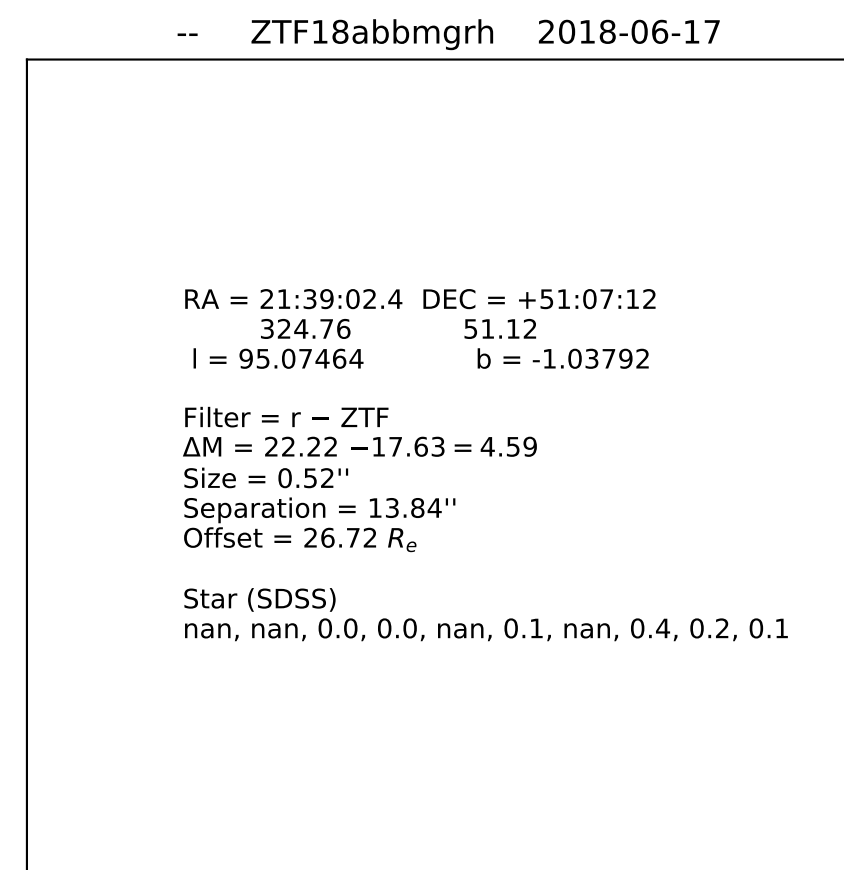 -- ZTF18abbmgrh 2018-06-17
RA = 21:39:02.4 DEC = +51:07:12
324.76 51.12
l = 95.07464 b = -1.03792
Filter = r − ZTF
ΔM = 22.22 −17.63 = 4.59
Size = 0.52''
Separation = 13.84''
Offset = 26.72 Re
Star (SDSS)
nan, nan, 0.0, 0.0, nan, 0.1, nan, 0.4, 0.2, 0.1